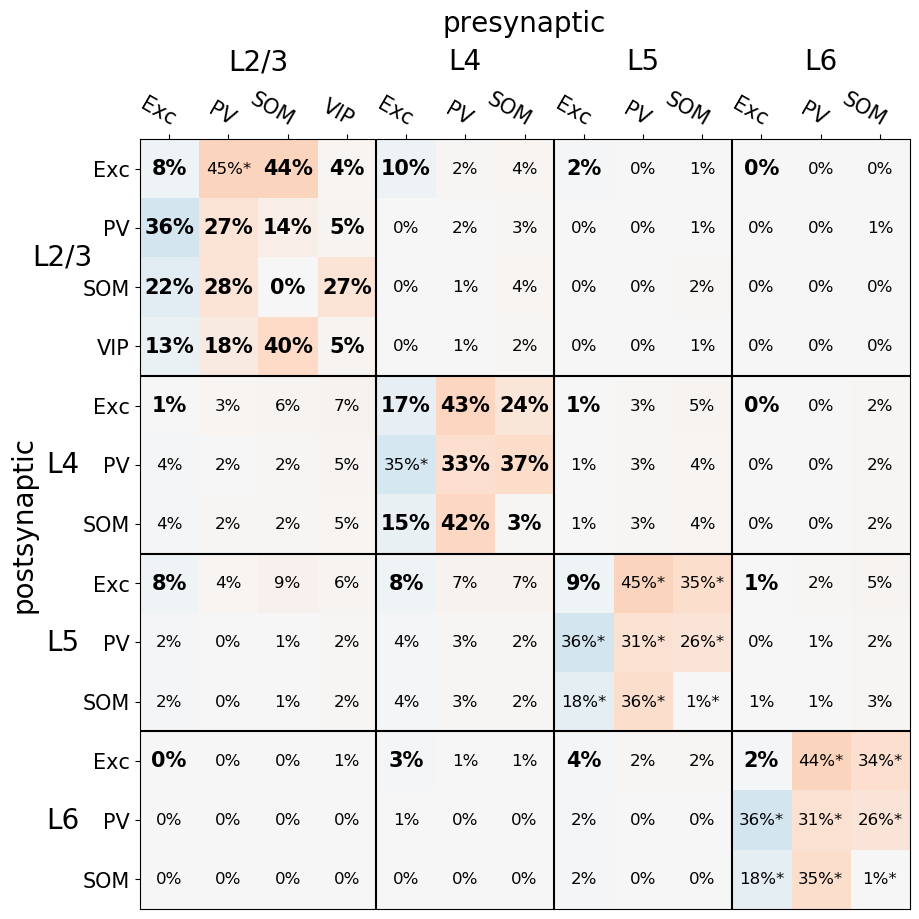 presynaptic
L2/3 L4 L5 L6
Exc PV SOM VIP Exc PV SOM Exc PV SOM Exc PV SOM
postsynaptic
L2/3
Exc 8% 45%* 44% 4% 10% 2% 4% 2% 0% 1% 0% 0% 0%
PV 36% 27% 14% 5% 0% 2% 3% 0% 0% 1% 0% 0% 1%
SOM 22% 28% 0% 27% 0% 1% 4% 0% 0% 2% 0% 0% 0%
VIP 13% 18% 40% 5% 0% 1% 2% 0% 0% 1% 0% 0% 0%
L4
Exc 1% 3% 6% 7% 17% 43% 24% 1% 3% 5% 0% 0% 2%
PV 4% 2% 2% 5% 35%* 33% 37% 1% 3% 4% 0% 0% 2%
SOM 4% 2% 2% 5% 15% 42% 3% 1% 3% 4% 0% 0% 2%
L5
Exc 8% 4% 9% 6% 8% 7% 7% 9% 45%* 35%* 1% 2% 5%
PV 2% 0% 1% 2% 4% 3% 2% 36%* 31%* 26%* 0% 1% 2%
SOM 2% 0% 1% 2% 4% 3% 2% 18%* 36%* 1%* 1% 1% 3%
L6
Exc 0% 0% 0% 1% 3% 1% 1% 4% 2% 2% 2% 44%* 34%*
PV 0% 0% 0% 0% 1% 0% 0% 2% 0% 0% 36%* 31%* 26%*
SOM 0% 0% 0% 0% 0% 0% 0% 2% 0% 0% 18%* 35%* 1%*